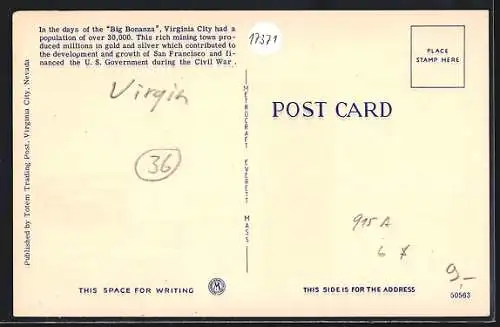 In the days of the "Big Bonanza", Virginia City had a
population of over 30,000. This rich mining town pro-
duced millions in gold and silver which contributed to
the development and growth of San Francisco and fi-
nanced the U. S. Government during the Civil War.
17371
PLACE
STAMP HERE
Virgin
36
POST CARD
METROCRAFT EVERETT MASS
Published by Totem Trading Post, Virginia City, Nevada
915 A
6
9.-
THIS SPACE FOR WRITING
M
THIS SIDE IS FOR THE ADDRESS
50563